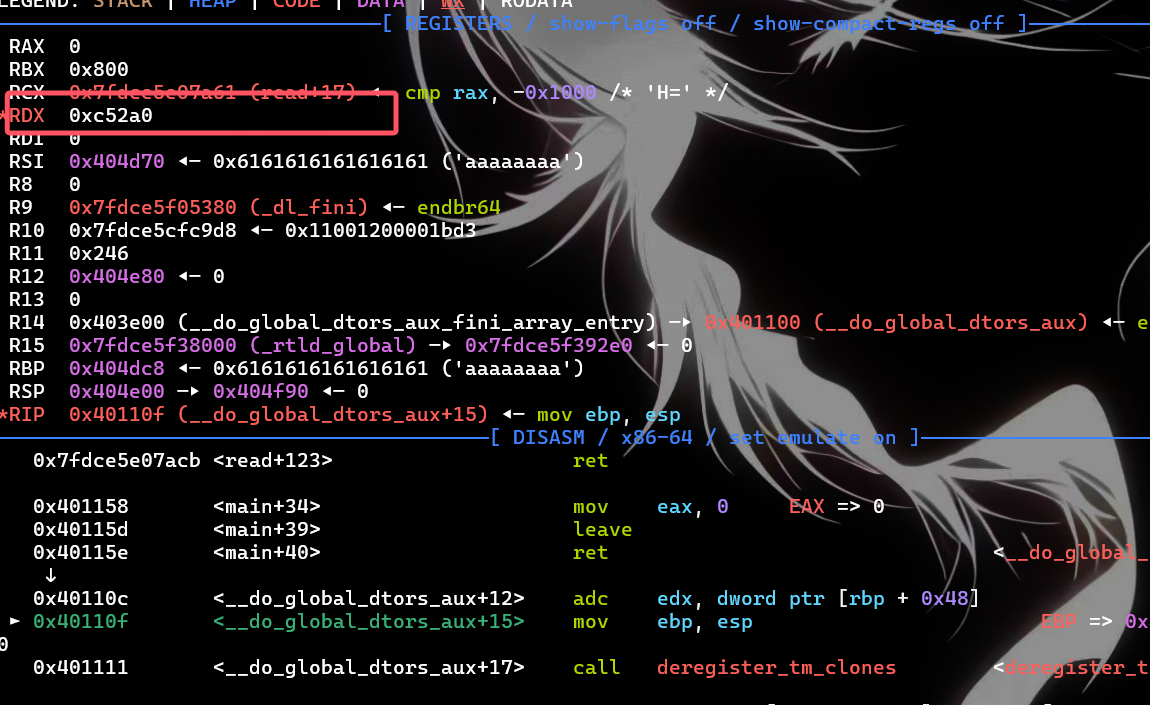 LEGEND: STACK | HEAP | CODE | DATA | WX | RODATA
[ REGISTERS / show-flags off / show-compact-regs off ]
RAX 0
RBX 0x800
RCX 0x7fdce5e07a61 (read+17) ◂— cmp rax, -0x1000 /* 'H=' */
*RDX 0xc52a0
RDI 0
RSI 0x404d70 ◂— 0x6161616161616161 ('aaaaaaaa')
R8 0
R9 0x7fdce5f05380 (_dl_fini) ◂— endbr64
R10 0x7fdce5cfc9d8 ◂— 0x11001200001bd3
R11 0x246
R12 0x404e80 ◂— 0
R13 0
R14 0x403e00 (__do_global_dtors_aux_fini_array_entry) —▸ 0x401100 (__do_global_dtors_aux) ◂— e
R15 0x7fdce5f38000 (_rtld_global) —▸ 0x7fdce5f392e0 ◂— 0
RBP 0x404dc8 ◂— 0x6161616161616161 ('aaaaaaaa')
RSP 0x404e00 —▸ 0x404f90 ◂— 0
*RIP 0x40110f (__do_global_dtors_aux+15) ◂— mov ebp, esp
[ DISASM / x86-64 / set emulate on ]
0x7fdce5e07acb <read+123> ret
0x401158 <main+34> mov eax, 0 EAX => 0
0x40115d <main+39> leave
0x40115e <main+40> ret <__do_global_
↓
0x40110c <__do_global_dtors_aux+12> adc edx, dword ptr [rbp + 0x48]
► 0x40110f <__do_global_dtors_aux+15> mov ebp, esp EBP => 0x
0
0x401111 <__do_global_dtors_aux+17> call deregister_tm_clones <deregister_t